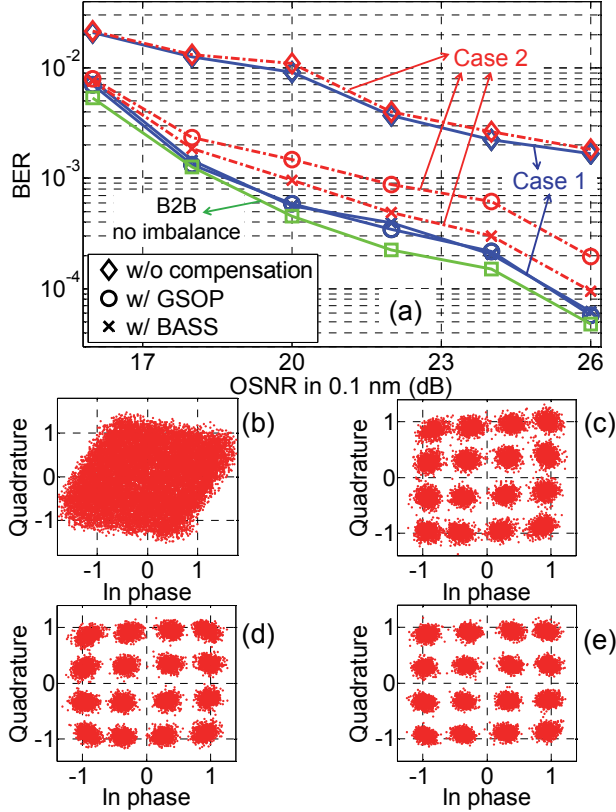 10^-2
Case 2
10^-3
BER
Case 1
B2B
no imbalance
10^-4
w/o compensation
w/ GSOP
w/ BASS
(a)
17 20 23 26
OSNR in 0.1 nm (dB)
(b)
Quadrature
1
0
-1
-1 0 1
In phase
(c)
Quadrature
1
0
-1
-1 0 1
In phase
(d)
Quadrature
1
0
-1
-1 0 1
In phase
(e)
Quadrature
1
0
-1
-1 0 1
In phase